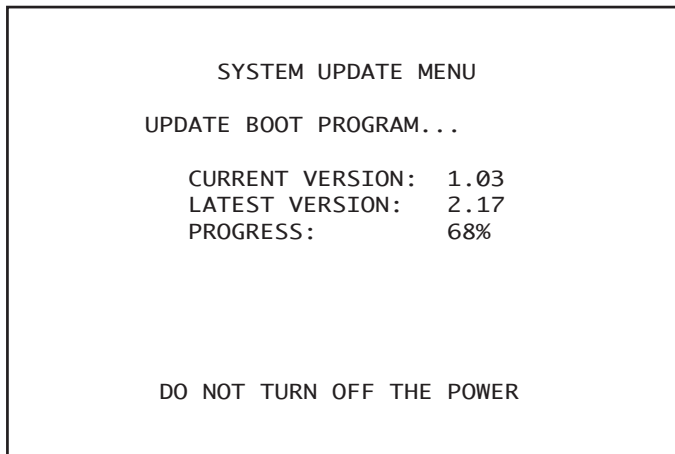 SYSTEM UPDATE MENU
UPDATE BOOT PROGRAM...
CURRENT VERSION: 1.03
LATEST VERSION: 2.17
PROGRESS: 68%
DO NOT TURN OFF THE POWER